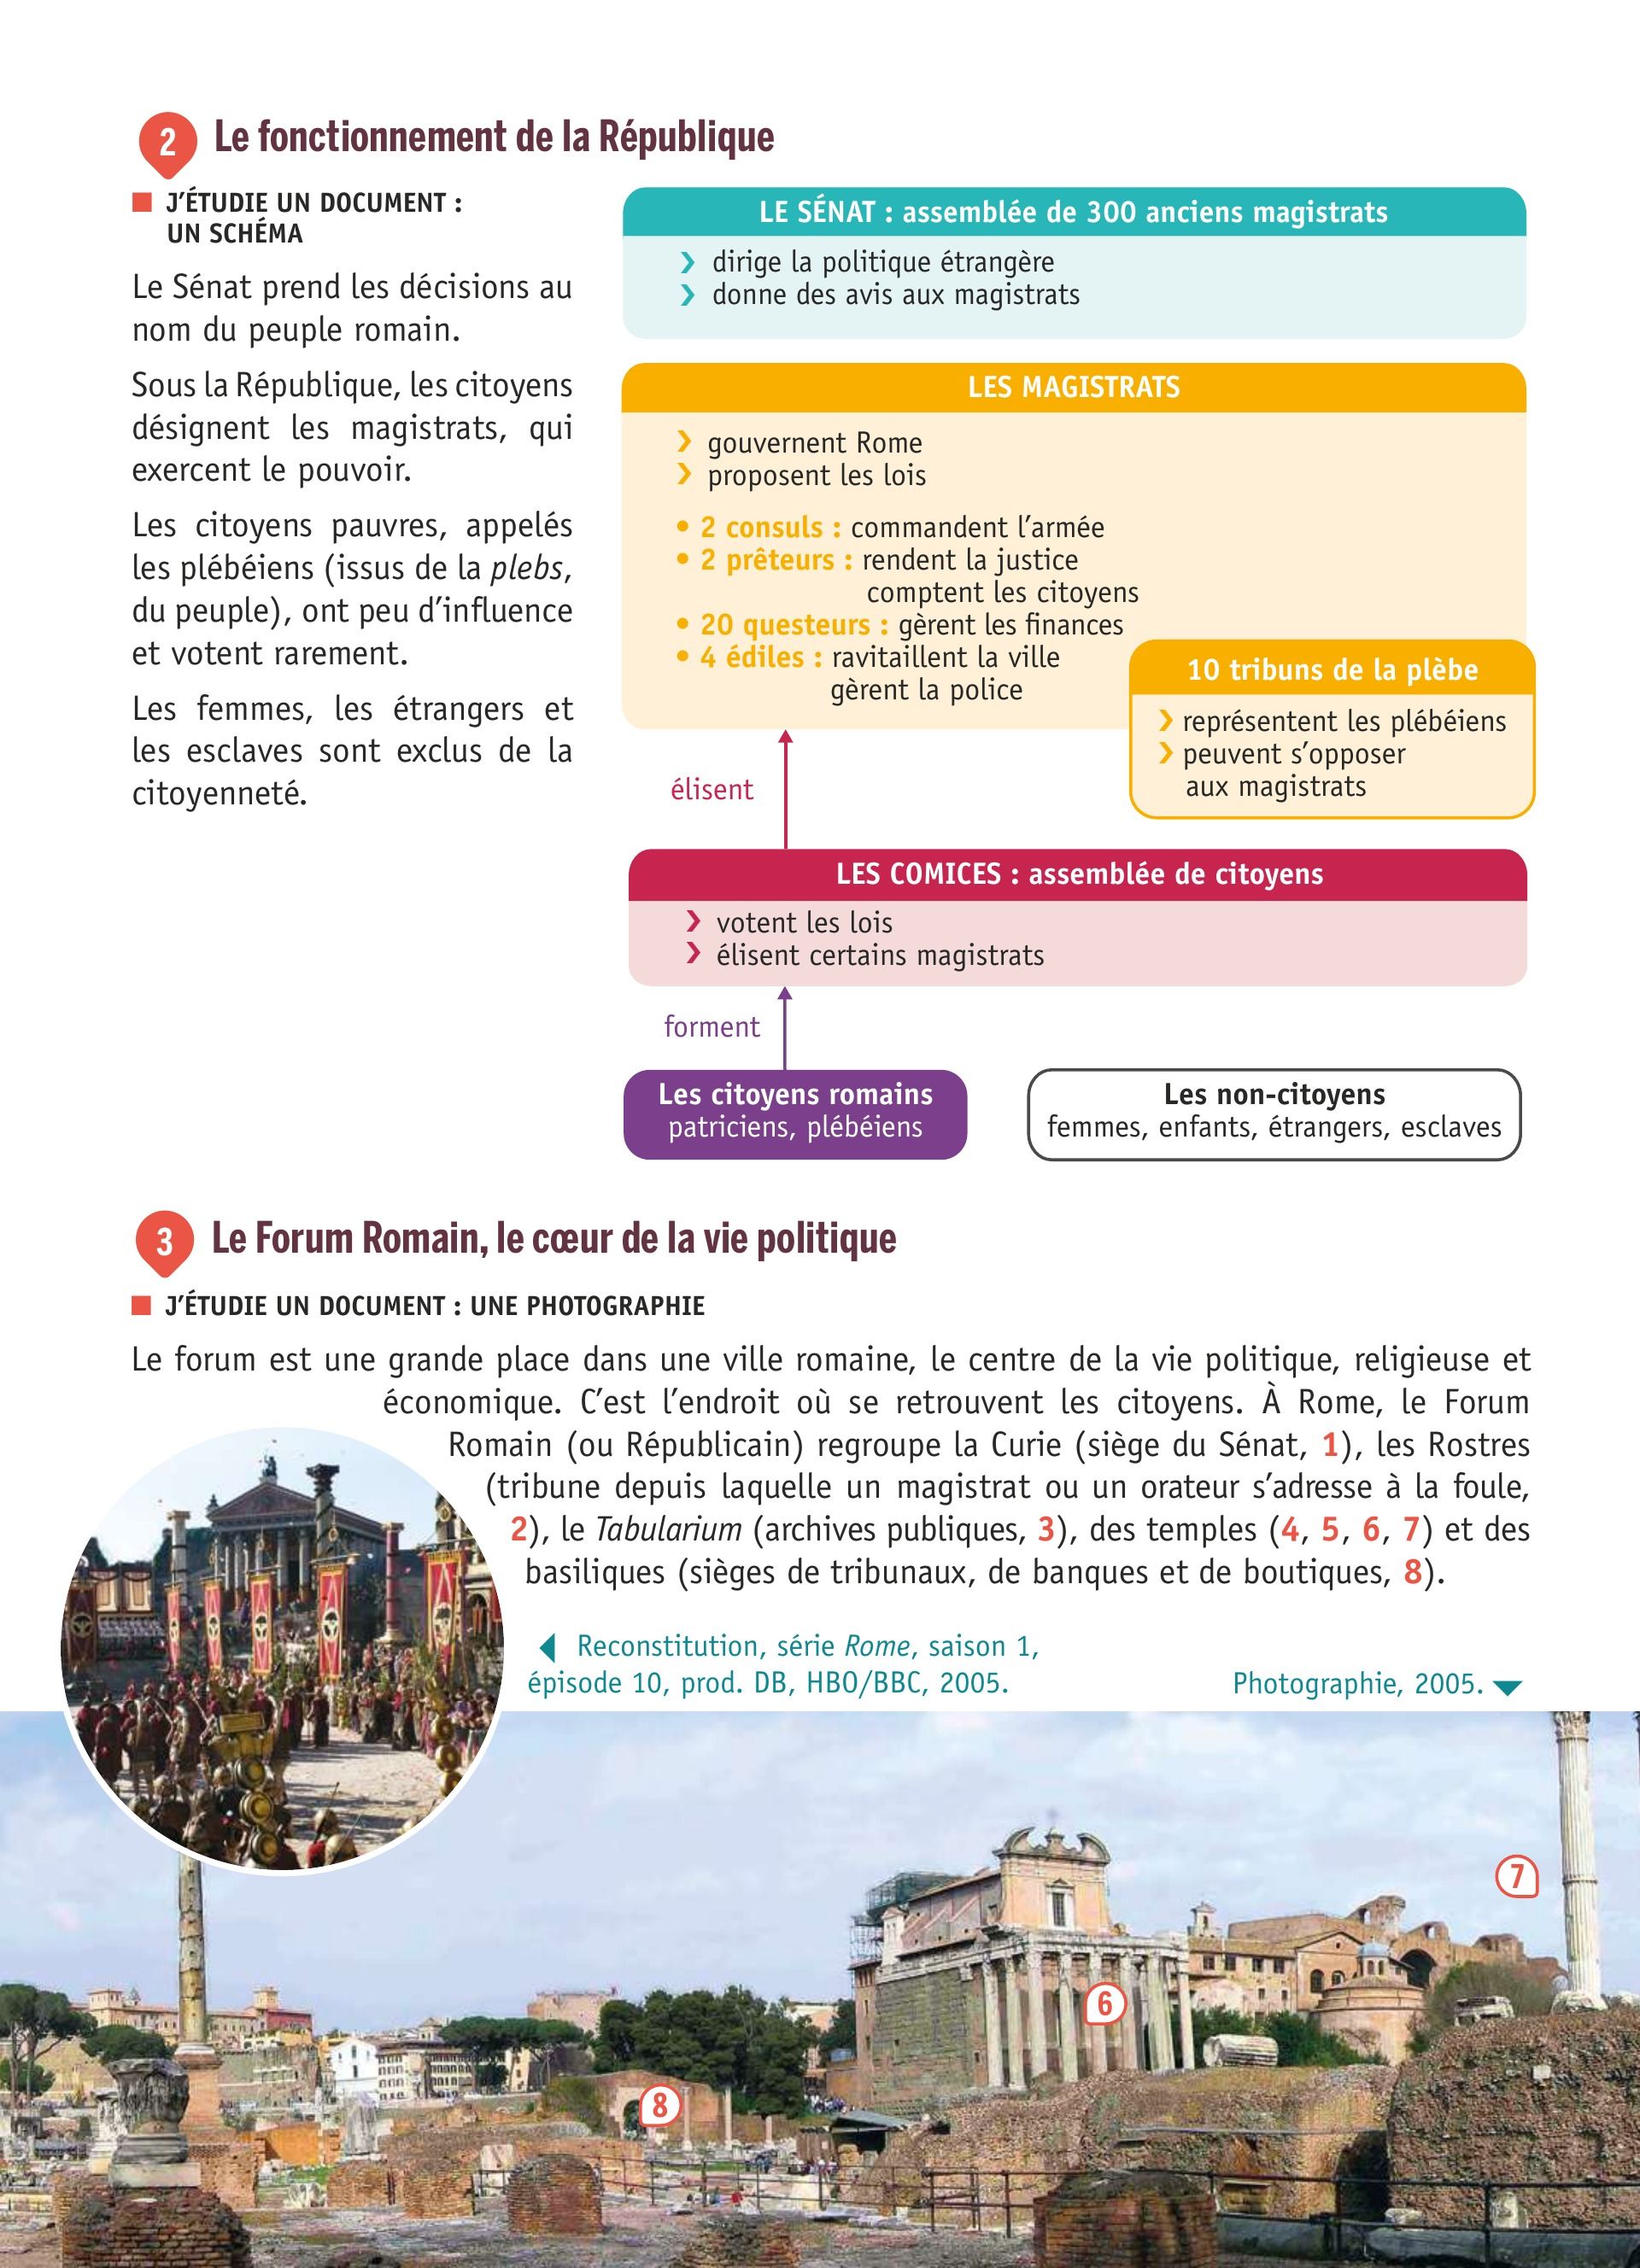 2 Le fonctionnement de la République
■ J'ÉTUDIE UN DOCUMENT :
UN SCHÉMA
Le Sénat prend les décisions au
nom du peuple romain.
Sous la République, les citoyens
désignent les magistrats, qui
exercent le pouvoir.
Les citoyens pauvres, appelés
les plébéiens (issus de la plebs,
du peuple), ont peu d'influence
et votent rarement.
Les femmes, les étrangers et
les esclaves sont exclus de la
citoyenneté.
LE SÉNAT : assemblée de 300 anciens magistrats
❯ dirige la politique étrangère
❯ donne des avis aux magistrats
LES MAGISTRATS
❯ gouvernent Rome
❯ proposent les lois
• 2 consuls : commandent l'armée
• 2 prêteurs : rendent la justice
comptent les citoyens
• 20 questeurs : gèrent les finances
• 4 édiles : ravitaillent la ville
gèrent la police
10 tribuns de la plèbe
❯ représentent les plébéiens
❯ peuvent s'opposer
aux magistrats
élisent
LES COMICES : assemblée de citoyens
❯ votent les lois
❯ élisent certains magistrats
forment
Les citoyens romains
patriciens, plébéiens
Les non-citoyens
femmes, enfants, étrangers, esclaves
3 Le Forum Romain, le cœur de la vie politique
■ J'ÉTUDIE UN DOCUMENT : UNE PHOTOGRAPHIE
Le forum est une grande place dans une ville romaine, le centre de la vie politique, religieuse et
économique. C'est l'endroit où se retrouvent les citoyens. À Rome, le Forum
Romain (ou Républicain) regroupe la Curie (siège du Sénat, 1), les Rostres
(tribune depuis laquelle un magistrat ou un orateur s'adresse à la foule,
2), le Tabularium (archives publiques, 3), des temples (4, 5, 6, 7) et des
basiliques (sièges de tribunaux, de banques et de boutiques, 8).
◀ Reconstitution, série Rome, saison 1,
épisode 10, prod. DB, HBO/BBC, 2005.
Photographie, 2005. ▼
7
6
8